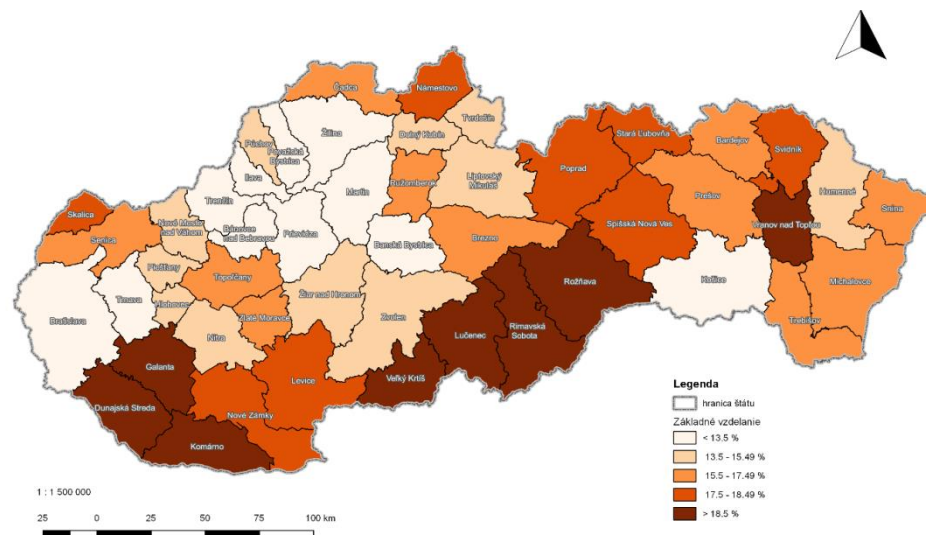 Čadca
Námestovo
Tvrdošín
Žilina
Dolný Kubín
Púchov
Považská
Bystrica
Ilava
Martin
Ružomberok
Liptovský
Mikuláš
Poprad
Stará Ľubovňa
Bardejov
Svidník
Humenné
Snina
Prešov
Vranov nad Topľou
Spišská Nová Ves
Trenčín
Bánovce
nad Bebravou
Prievidza
Banská Bystrica
Brezno
Skalica
Senica
Nové Mesto
nad Váhom
Piešťany
Topoľčany
Žiar nad Hronom
Zvolen
Rožňava
Košice
Michalovce
Trebišov
Bratislava
Trnava
Hlohovec
Zlaté Moravce
Nitra
Lučenec
Rimavská
Sobota
Galanta
Levice
Veľký Krtíš
Dunajská Streda
Nové Zámky
Komárno
Legenda
hranica štátu
Základné vzdelanie
< 13.5 %
13.5 - 15.49 %
15.5 - 17.49 %
17.5 - 18.49 %
> 18.5 %
1 : 1 500 000
25 0 25 50 100 km